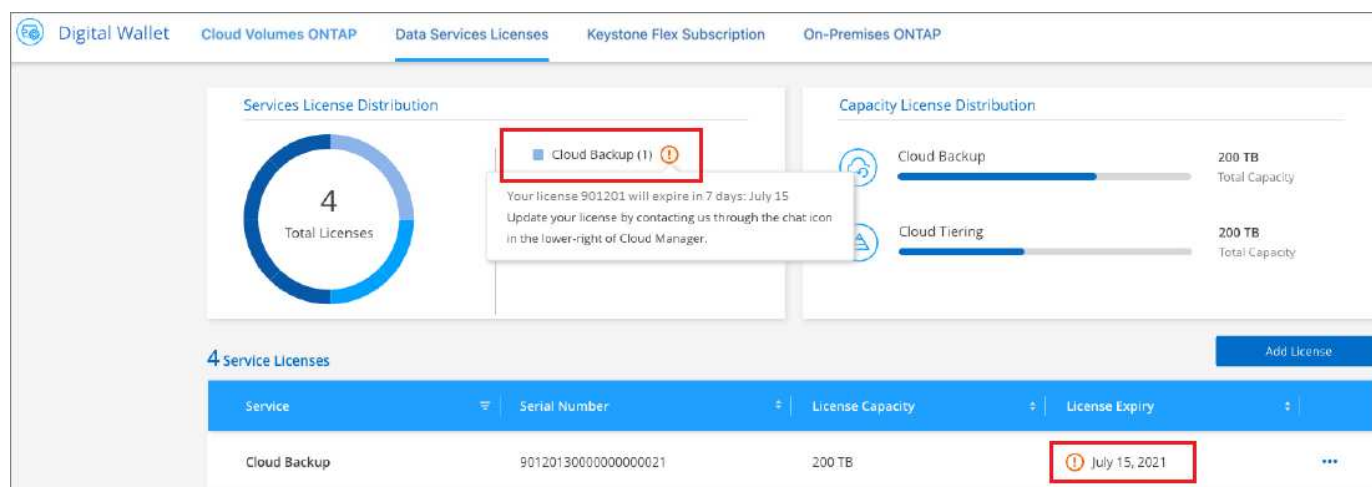 Digital Wallet
Cloud Volumes ONTAP
Data Services Licenses
Keystone Flex Subscription
On-Premises ONTAP
Services License Distribution
4
Total Licenses
Cloud Backup (1)
Your license 901201 will expire in 7 days: July 15
Update your license by contacting us through the chat icon
in the lower-right of Cloud Manager.
Capacity License Distribution
Cloud Backup
200 TB
Total Capacity
Cloud Tiering
200 TB
Total Capacity
4 Service Licenses
Add License
Service
Serial Number
License Capacity
License Expiry
Cloud Backup
90120130000000000021
200 TB
July 15, 2021